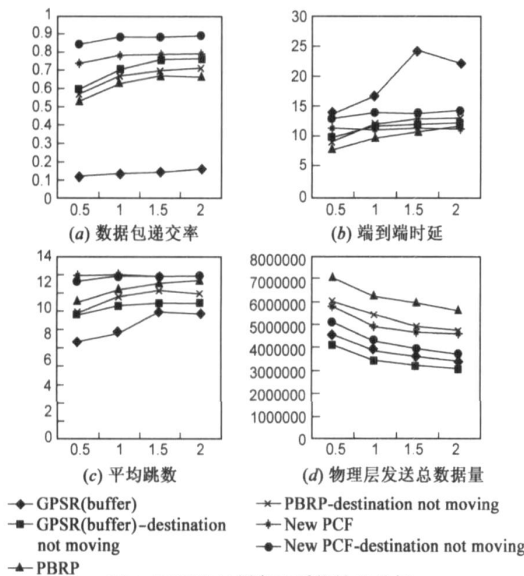 1
0.9
0.8
0.7
0.6
0.5
0.4
0.3
0.2
0.1
0
0.5 1 1.5 2
(a) 数据包递交率
30
25
20
15
10
5
0
0.5 1 1.5 2
(b) 端到端时延
14
12
10
8
6
4
2
0
0.5 1 1.5 2
(c) 平均跳数
8000000
7000000
6000000
5000000
4000000
3000000
2000000
1000000
0
0.5 1 1.5 2
(d) 物理层发送总数据量
GPSR(buffer)
GPSR(buffer)-destination
not moving
PBRP
PBRP-destination not moving
New PCF
New PCF-destination not moving